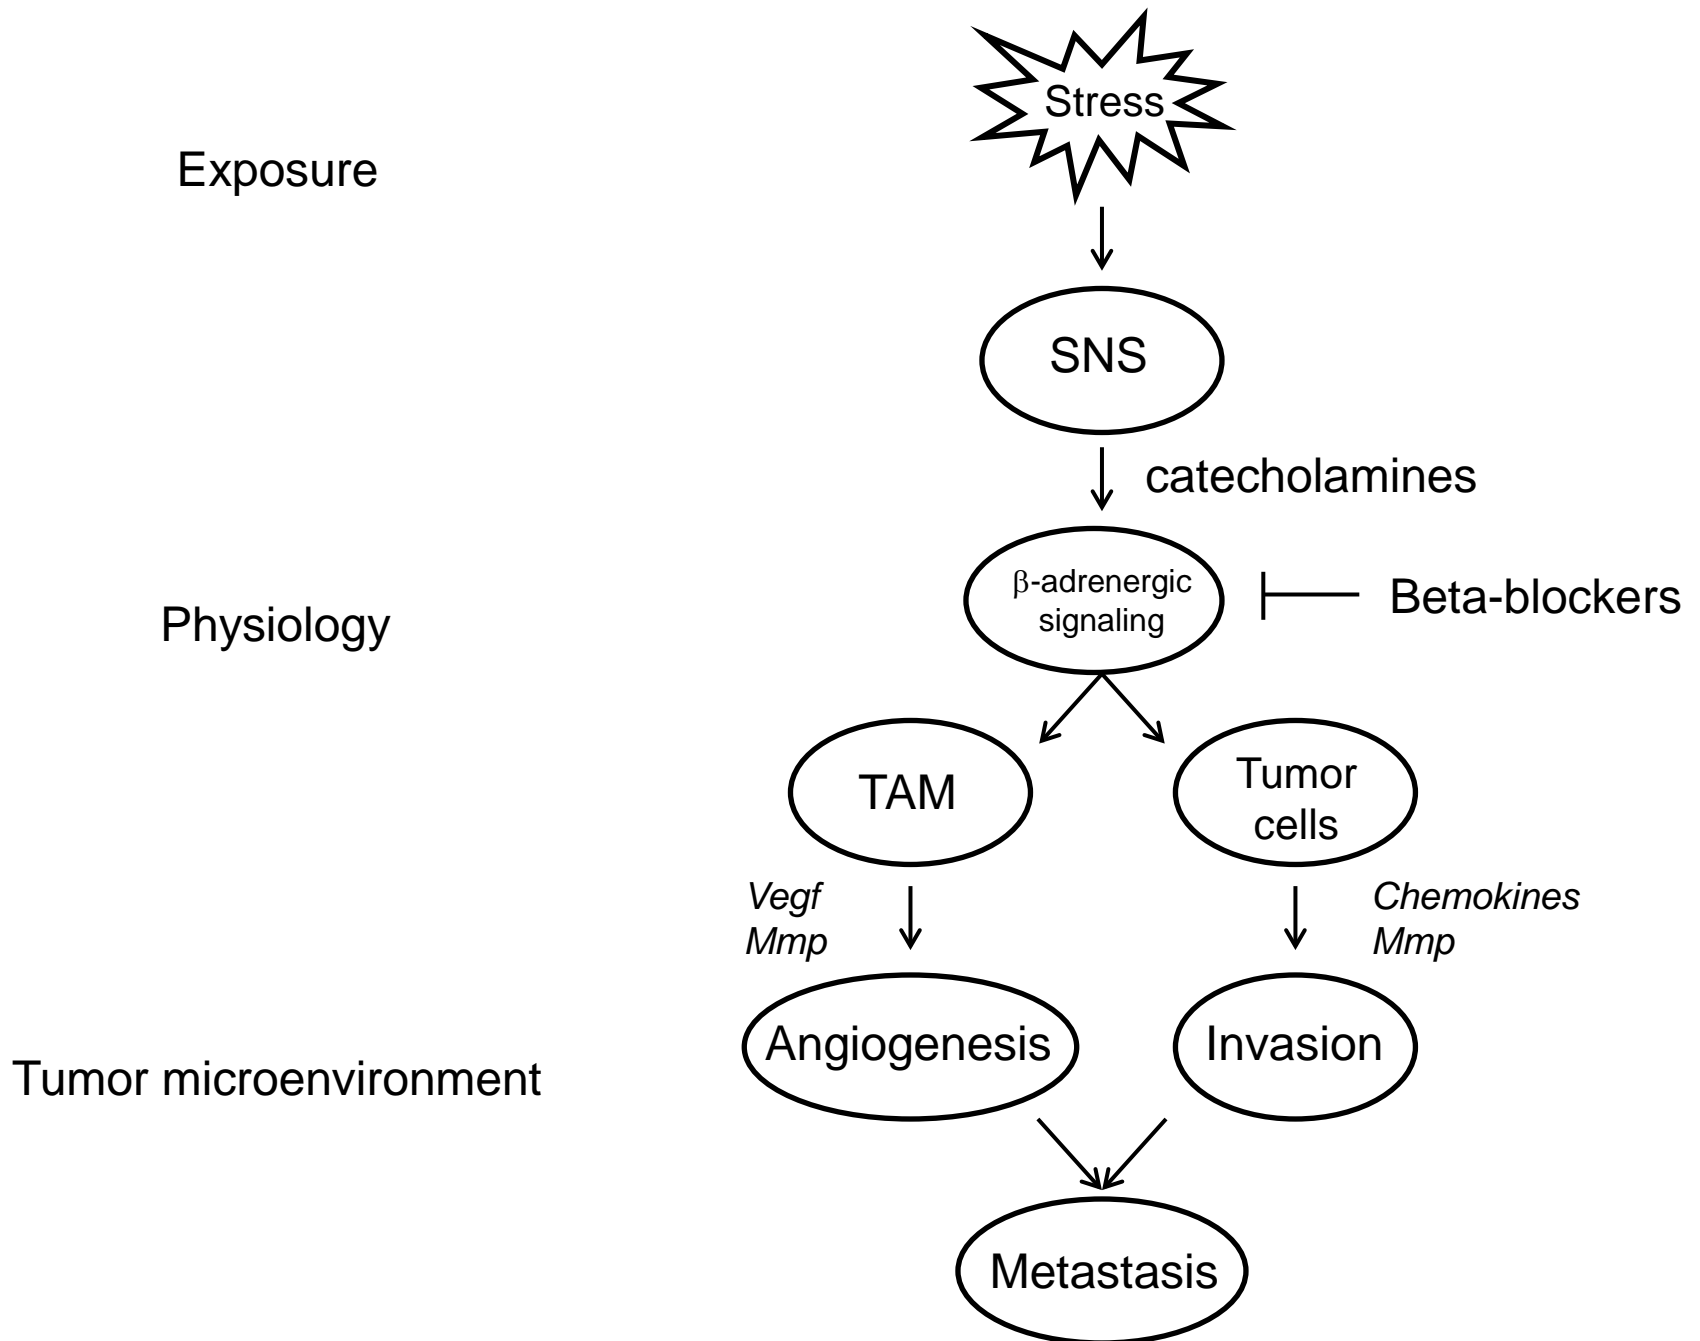 Stress
Exposure
SNS
catecholamines
β-adrenergic
signaling
Beta-blockers
Physiology
TAM
Tumor
cells
Vegf
Mmp
Chemokines
Mmp
Angiogenesis
Invasion
Tumor microenvironment
Metastasis